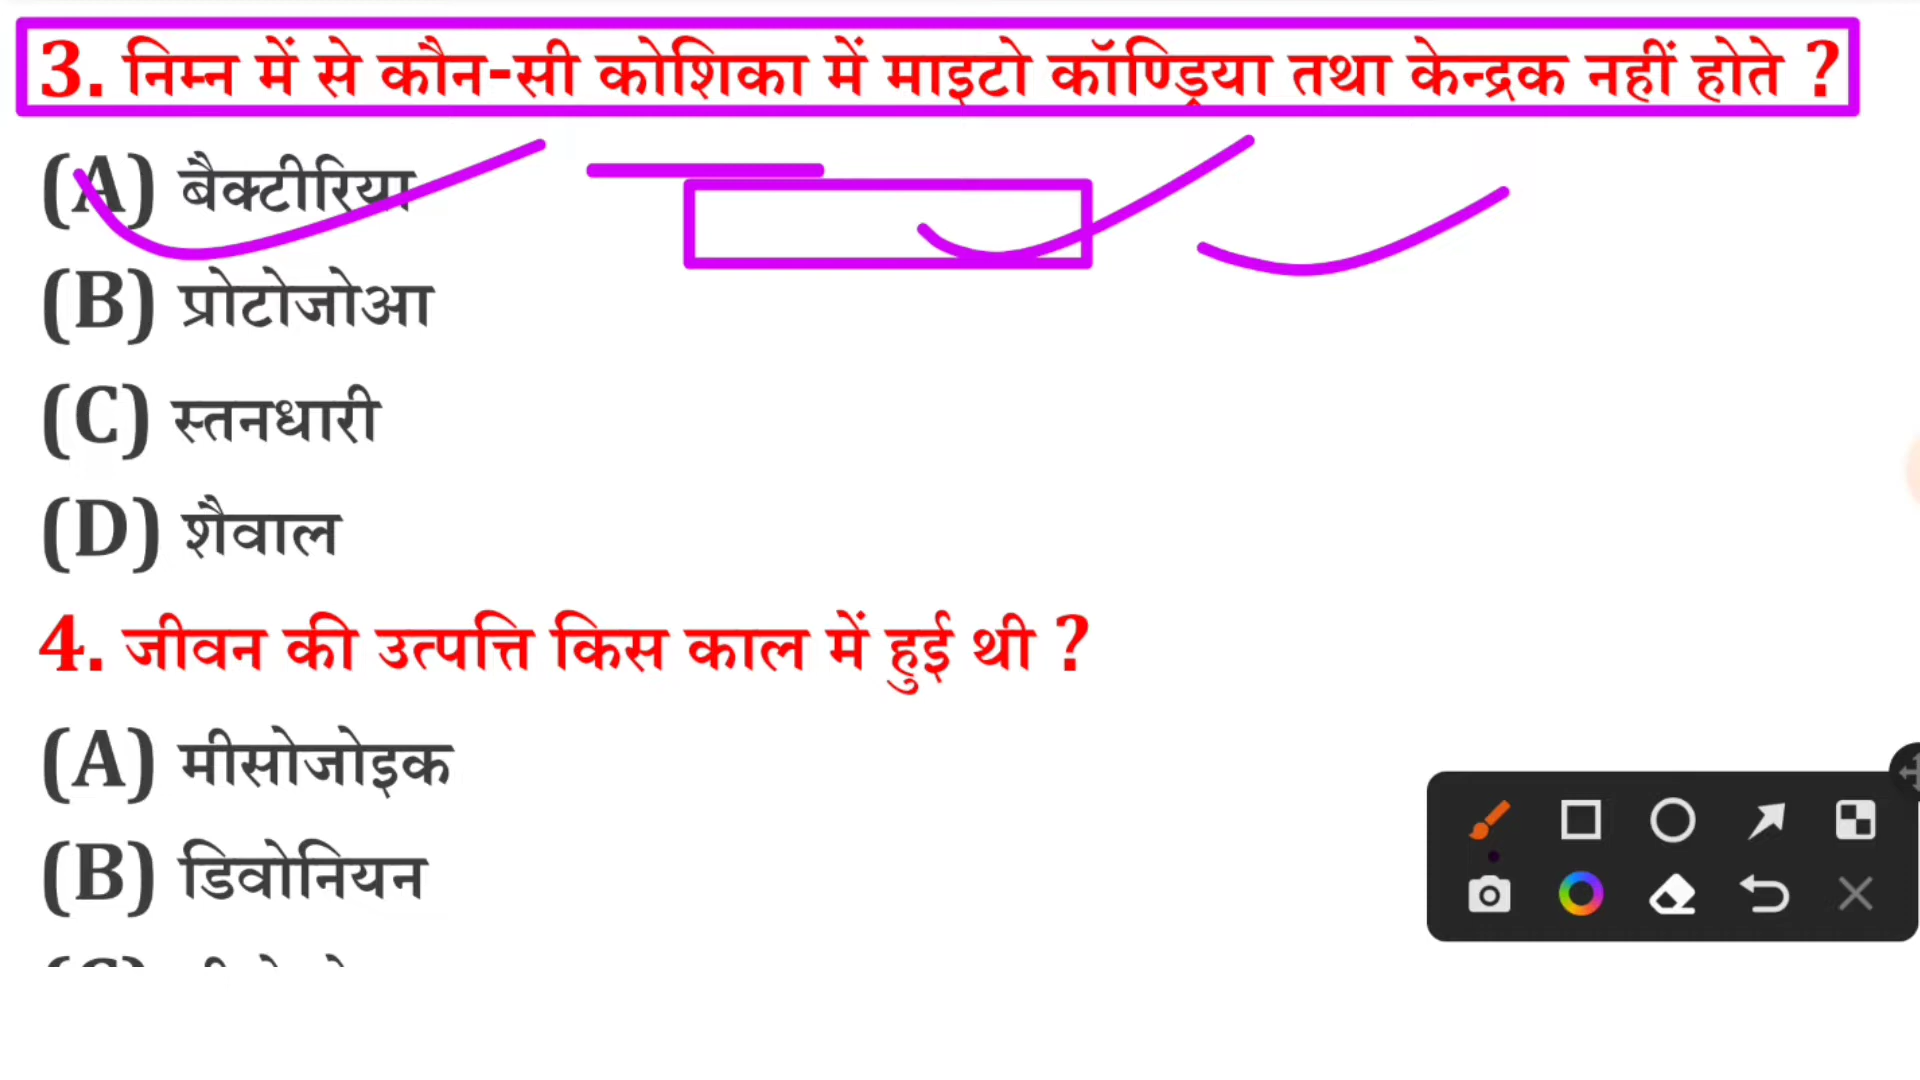 3. निम्न में से कौन-सी कोशिका में माइटो कॉण्ड्रिया तथा केन्द्रक नहीं होते ?
(A) बैक्टीरिया
(B) प्रोटोजोआ
(C) स्तनधारी
(D) शैवाल
4. जीवन की उत्पत्ति किस काल में हुई थी ?
(A) मीसोजोइक
(B) डिवोनियन